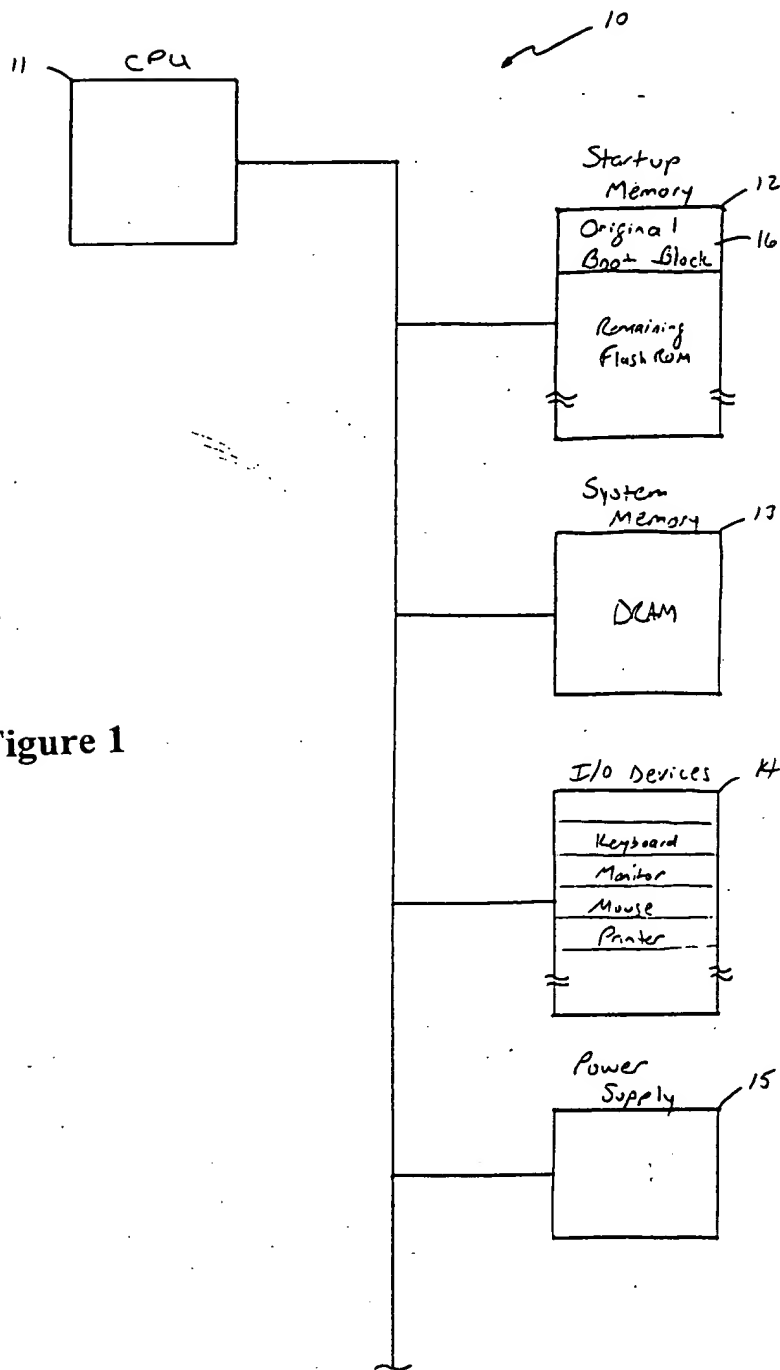 10
11
CPU
Startup
Memory
12
Original
Boot Block
16
Remaining
Flash ROM
System
Memory
13
DRAM
Figure 1
I/O Devices
14
Keyboard
Monitor
Mouse
Printer
Power
Supply
15